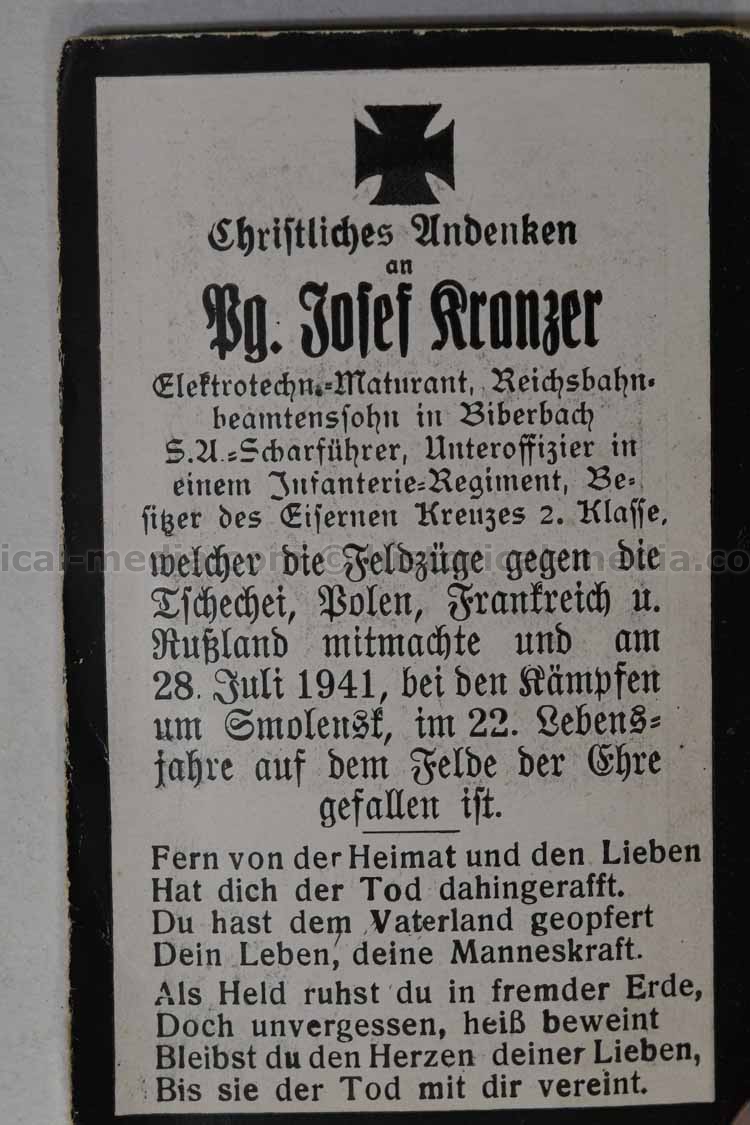 Christliches Andenken
an
Pg. Josef Kranzer
Elektrotechn.-Maturant, Reichsbahn-
beamtenssohn in Biberbach
S.A.-Scharführer, Unteroffizier in
einem Infanterie-Regiment, Be-
sitzer des Eisernen Kreuzes 2. Klasse,
welcher die Feldzüge gegen die
Tschechei, Polen, Frankreich u.
Rußland mitmachte und am
28. Juli 1941, bei den Kämpfen
um Smolensk, im 22. Lebens-
jahre auf dem Felde der Ehre
gefallen ist.
Fern von der Heimat und den Lieben
Hat dich der Tod dahingerafft.
Du hast dem Vaterland geopfert
Dein Leben, deine Manneskraft.
Als Held ruhst du in fremder Erde,
Doch unvergessen, heiß beweint
Bleibst du den Herzen deiner Lieben,
Bis sie der Tod mit dir vereint.